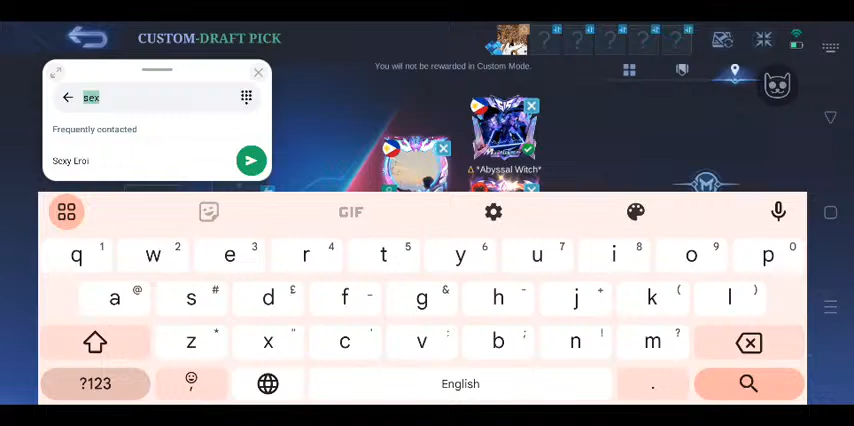 CUSTOM-DRAFT PICK
You will not be rewarded in Custom Mode.
sex
Frequently contacted
Sexy Eroi
Δ *Abyssal Witch*
GIF
q 1 w 2 e 3 r 4 t 5 y 6 u 7 i 8 o 9 p 0
a @ s # d £ f _ g & h - j + k ( l )
z * x " c ' v : b ; n ! m ?
?123 , English .